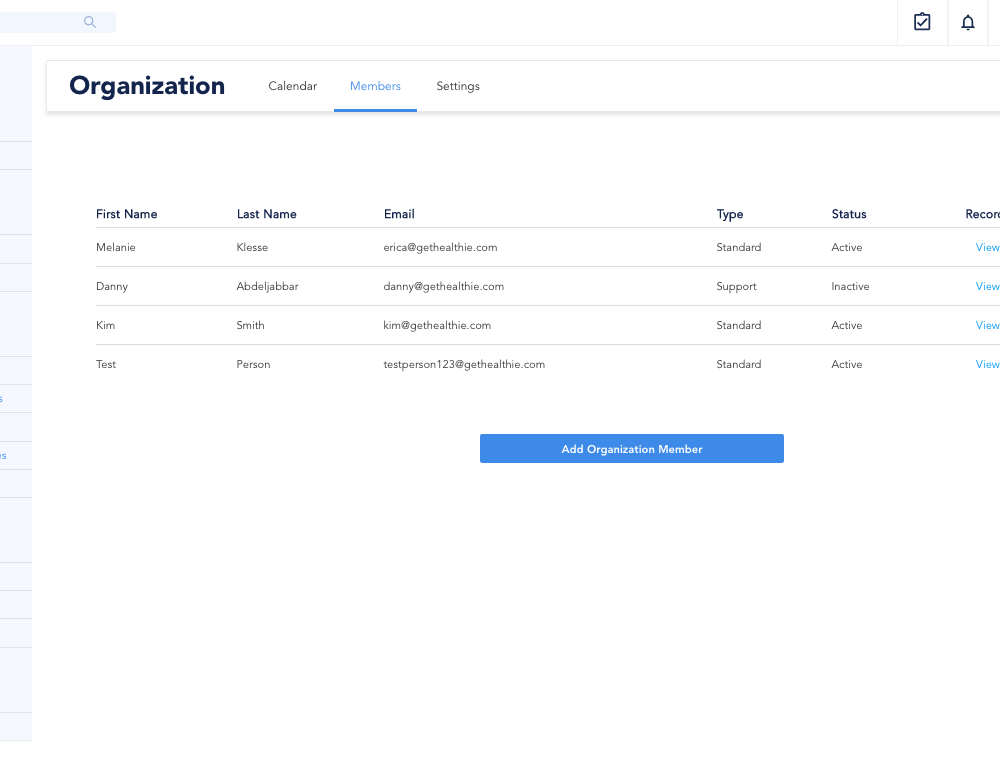 Organization Calendar Members Settings
First Name Last Name Email Type Status Record
Melanie Klesse erica@gethealthie.com Standard Active View
Danny Abdeljabbar danny@gethealthie.com Support Inactive View
Kim Smith kim@gethealthie.com Standard Active View
Test Person testperson123@gethealthie.com Standard Active View
s
es
Add Organization Member